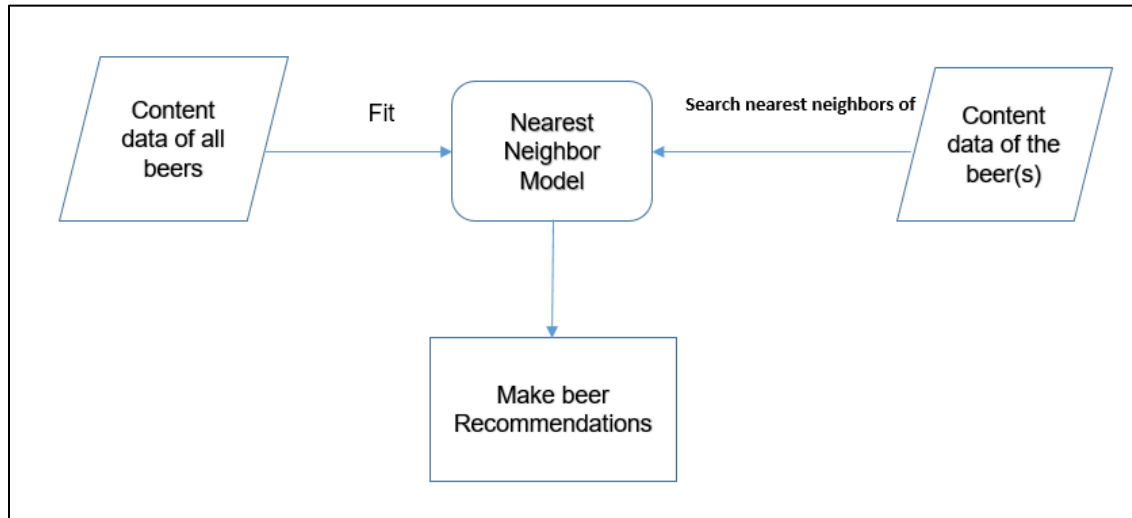 Content
data of all
beers
Fit
Nearest
Neighbor
Model
Search nearest neighbors of
Content
data of the
beer(s)
Make beer
Recommendations